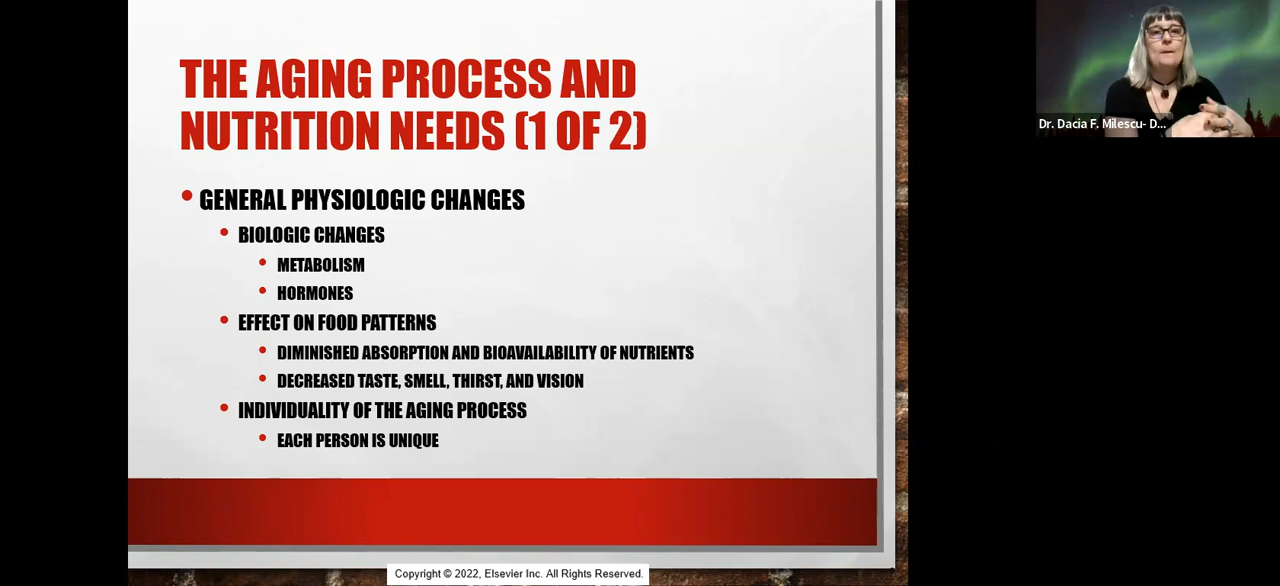 THE AGING PROCESS AND
NUTRITION NEEDS (1 OF 2)
• GENERAL PHYSIOLOGIC CHANGES
• BIOLOGIC CHANGES
• METABOLISM
• HORMONES
• EFFECT ON FOOD PATTERNS
• DIMINISHED ABSORPTION AND BIOAVAILABILITY OF NUTRIENTS
• DECREASED TASTE, SMELL, THIRST, AND VISION
• INDIVIDUALITY OF THE AGING PROCESS
• EACH PERSON IS UNIQUE
Copyright © 2022, Elsevier Inc. All Rights Reserved.
Dr. Dacia F. Milescu- D...